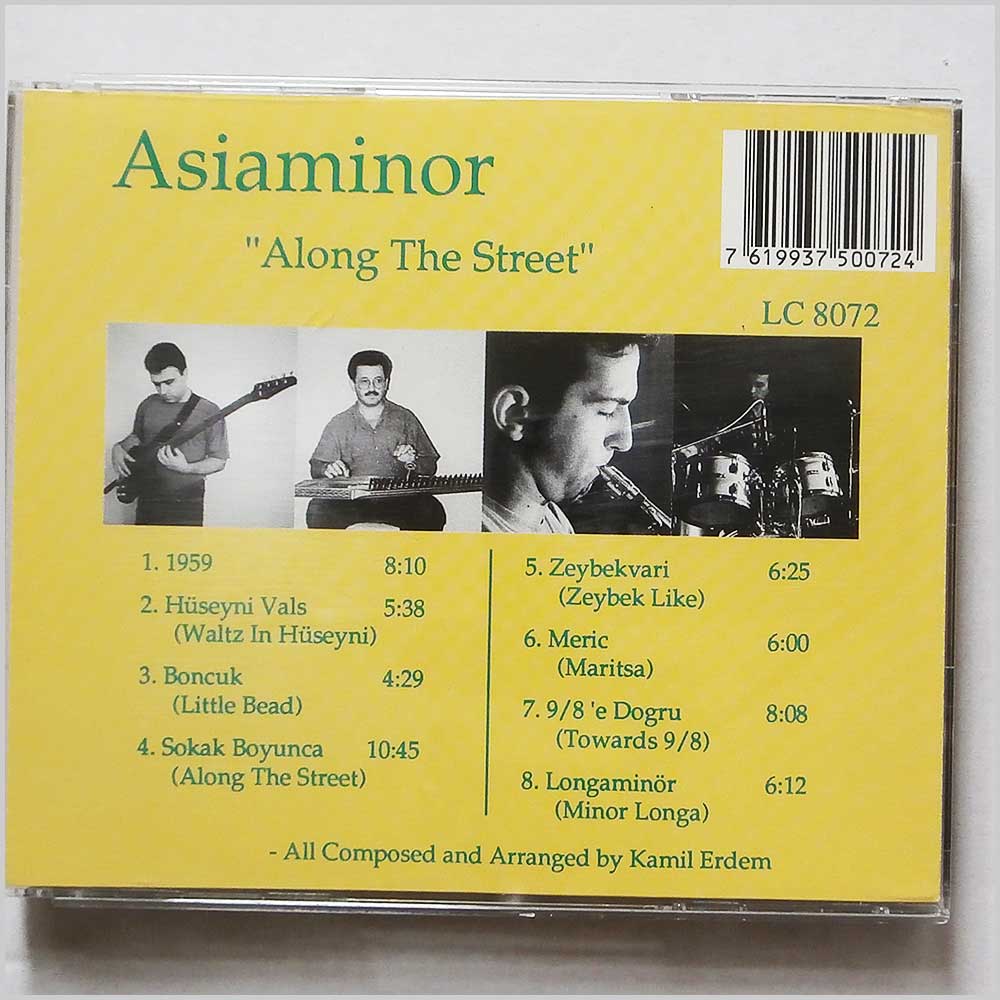 Asiaminor
"Along The Street"
7 619937 500724
LC 8072
1. 1959 8:10
2. Hüseyni Vals 5:38
(Waltz In Hüseyni)
3. Boncuk 4:29
(Little Bead)
4. Sokak Boyunca 10:45
(Along The Street)
5. Zeybekvari 6:25
(Zeybek Like)
6. Meric 6:00
(Maritsa)
7. 9/8 'e Dogru 8:08
(Towards 9/8)
8. Longaminör 6:12
(Minor Longa)
- All Composed and Arranged by Kamil Erdem